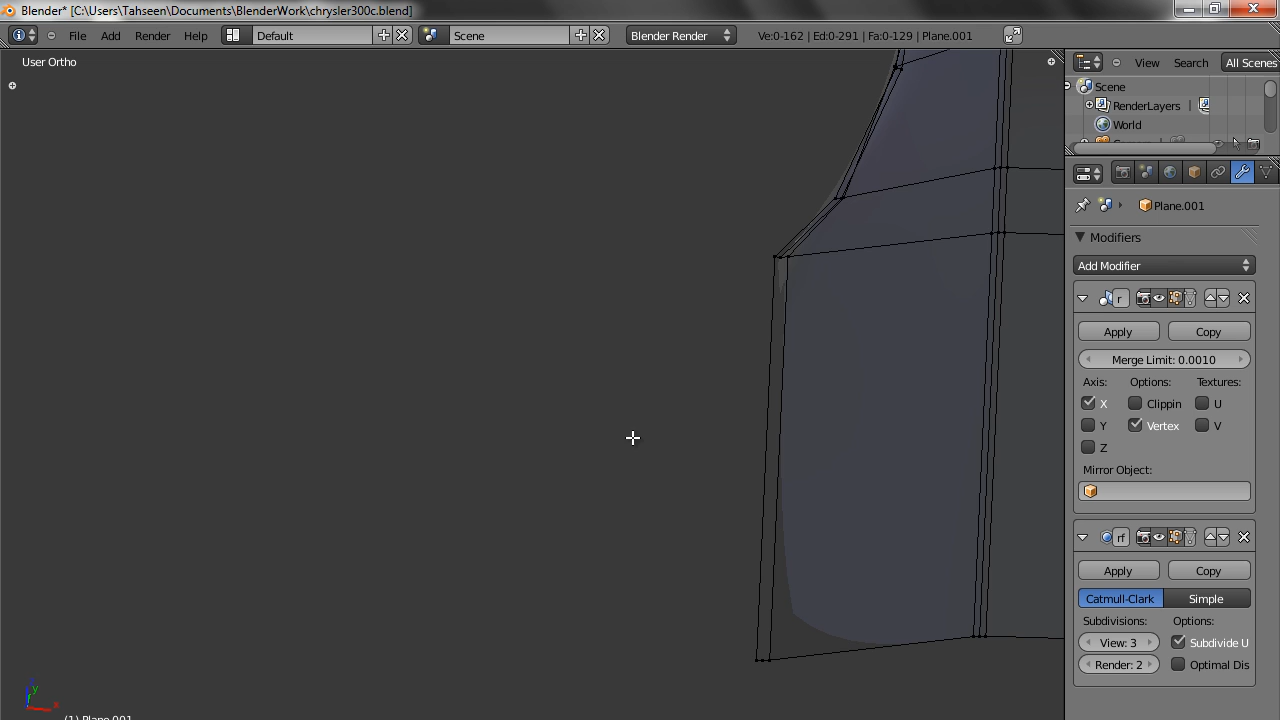 Blender* [C:\Users\Tahseen\Documents\BlenderWork\chrysler300c.blend]
File Add Render Help Default Scene Blender Render Ve:0-162 | Ed:0-291 | Fa:0-129 | Plane.001
User Ortho
View Search All Scenes
Scene
RenderLayers |
World
Plane.001
Modifiers
Add Modifier
r
Apply Copy
Merge Limit: 0.0010
Axis: Options: Textures:
X Clippin U
Y Vertex V
Z
Mirror Object:
rf
Apply Copy
Catmull-Clark Simple
Subdivisions: Options:
View: 3 Subdivide U
Render: 2 Optimal Dis
y
x
(1) Plane.001